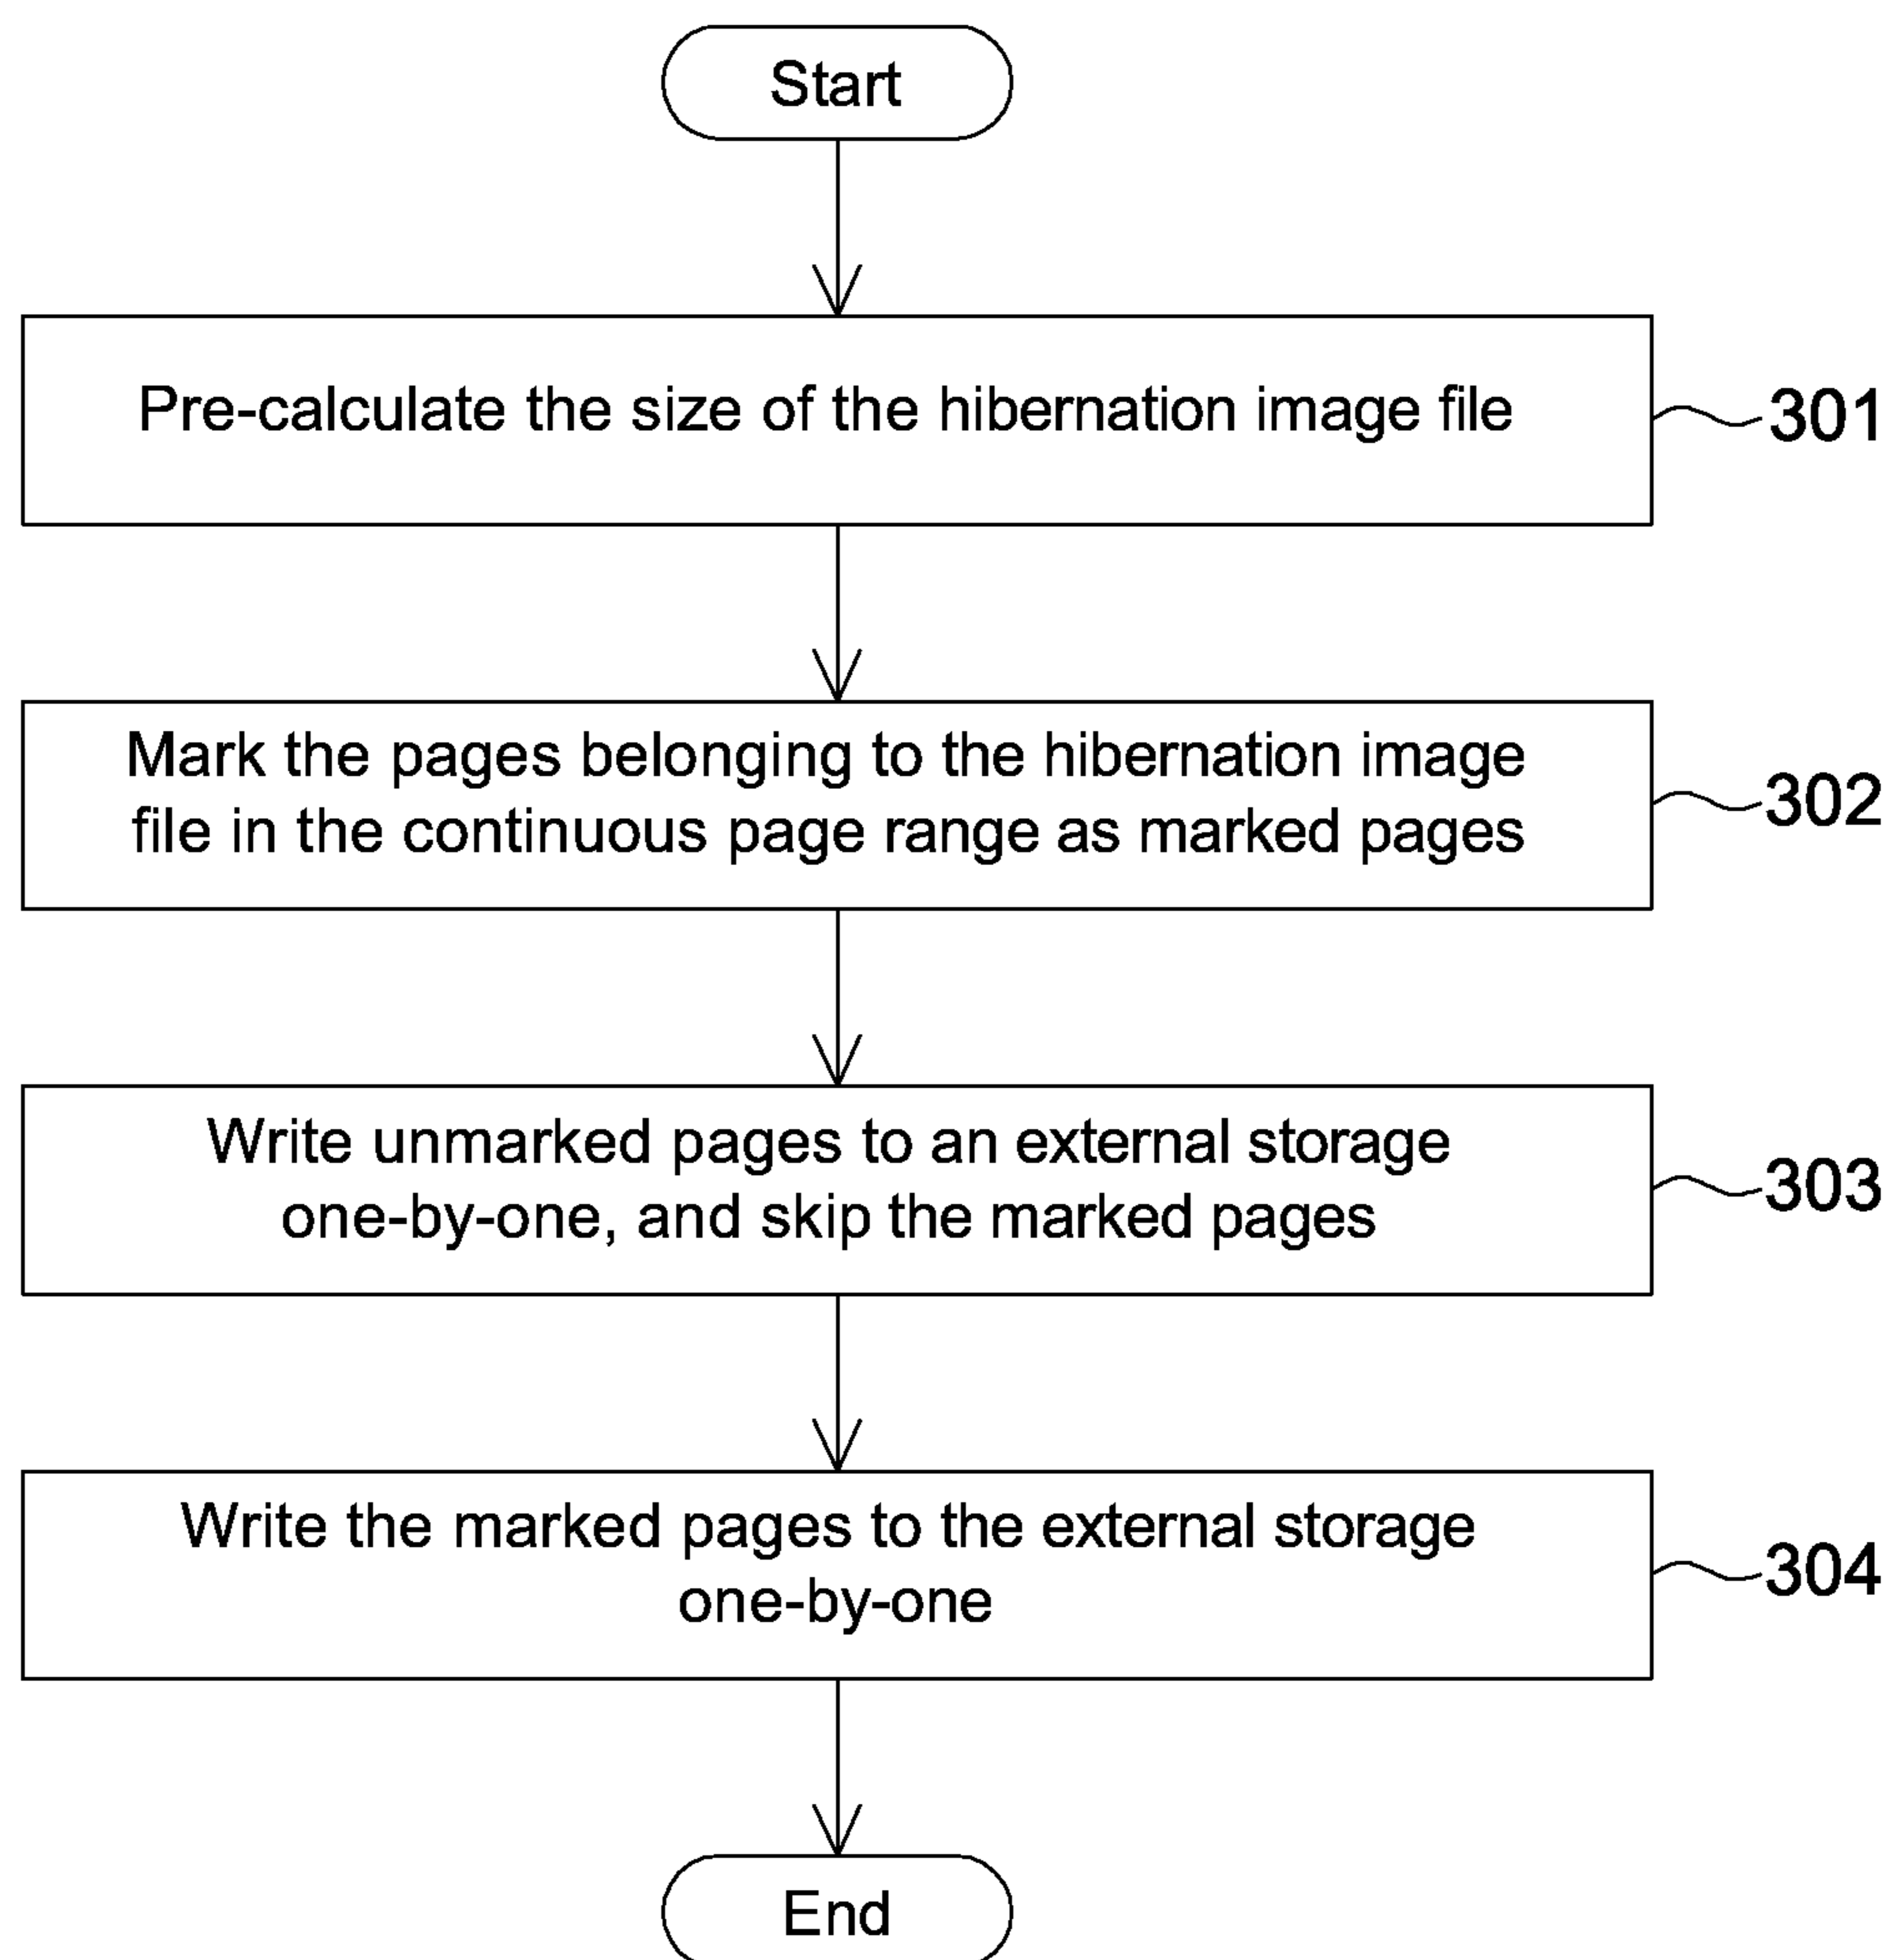 Start
Pre-calculate the size of the hibernation image file
301
Mark the pages belonging to the hibernation image
file in the continuous page range as marked pages
302
Write unmarked pages to an external storage
one-by-one, and skip the marked pages
303
Write the marked pages to the external storage
one-by-one
304
End